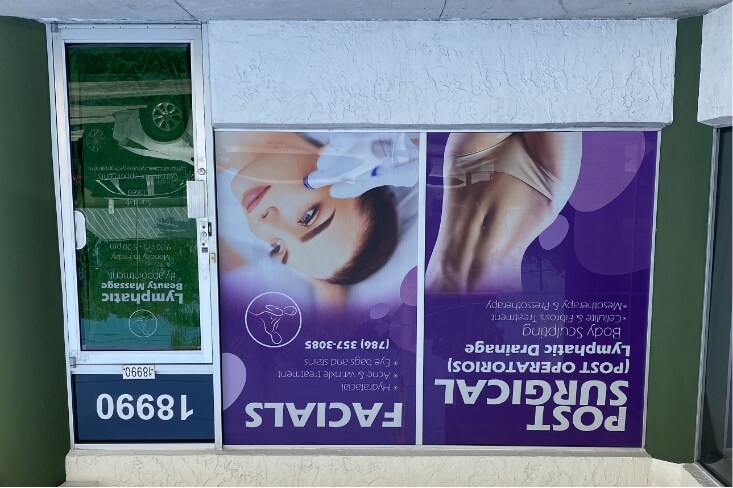 POST
SURGICAL
(POST OPERATORIOS)
Lymphatic Drainage
Body Sculpting
•Cellulite & Fibrosis Treatment
•Mesotherapy & Pressotherapy
FACIALS
• Hydrafacial
• Acne & wrinkle treatment
• Eye bags and stains
(786) 357-3085
18990
18990
Lymphatic
Beauty Massage
By appointment
Monday to Friday